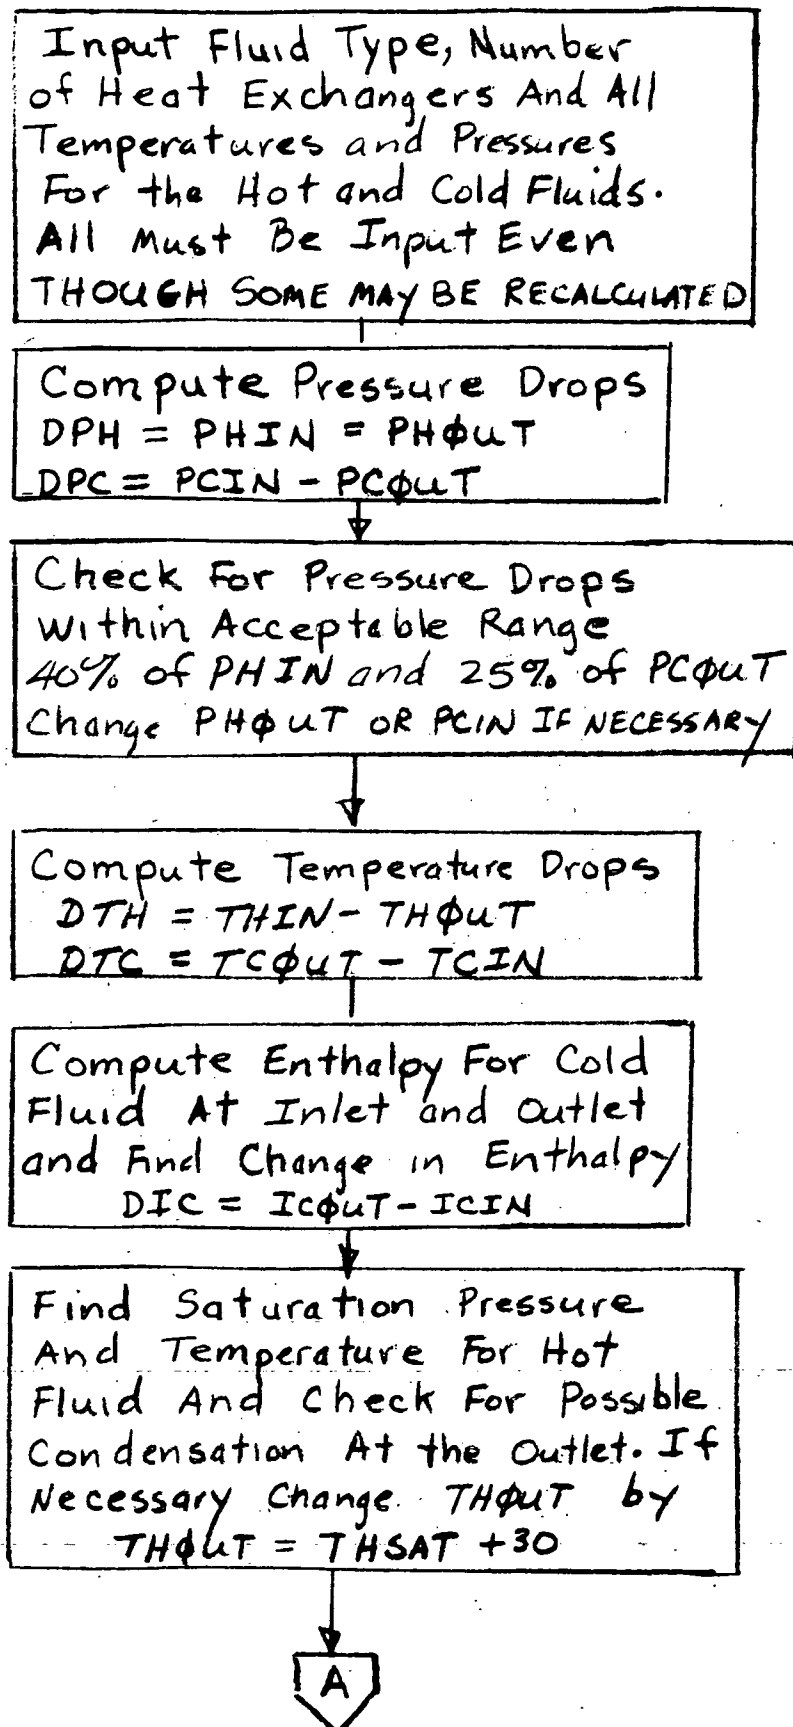 Input Fluid Type, Number
of Heat Exchangers And All
Temperatures and Pressures
For the Hot and Cold Fluids.
All Must Be Input Even
THOUGH SOME MAY BE RECALCULATED
Compute Pressure Drops
DPH = PHIN = PHϕUT
DPC = PCIN - PCϕUT
Check For Pressure Drops
Within Acceptable Range
40% of PHIN and 25% of PCϕUT
Change PHϕUT OR PCIN IF NECESSARY
Compute Temperature Drops
DTH = THIN - THϕUT
DTC = TCϕUT - TCIN
Compute Enthalpy For Cold
Fluid At Inlet and Outlet
and Find Change in Enthalpy
DIC = ICϕUT - ICIN
Find Saturation Pressure
And Temperature For Hot
Fluid And Check For Possible
Condensation At the Outlet. If
Necessary Change THϕUT by
THϕUT = THSAT +30
A